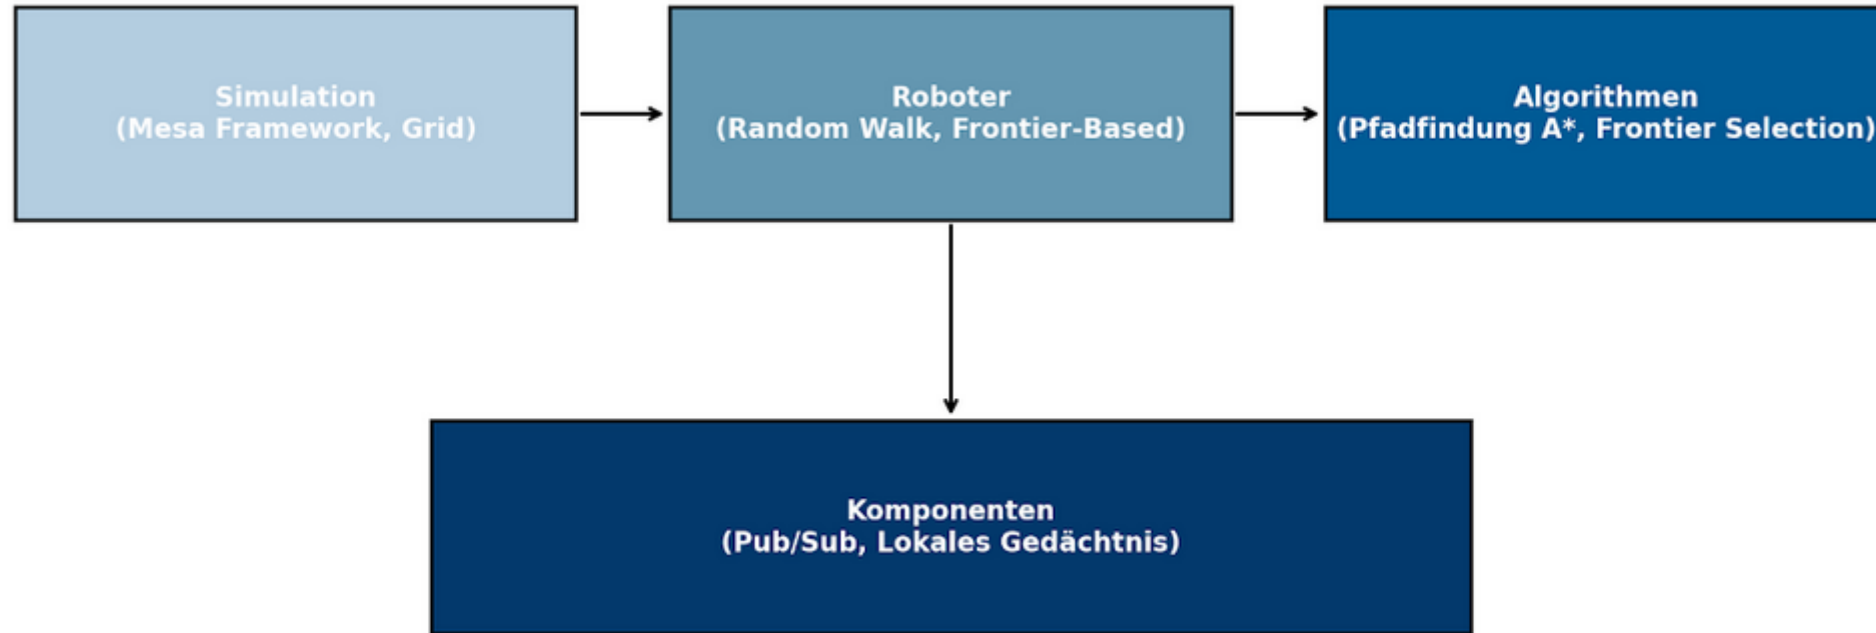 Simulation
(Mesa Framework, Grid)
Roboter
(Random Walk, Frontier-Based)
Algorithmen
(Pfadfindung A*, Frontier Selection)
Komponenten
(Pub/Sub, Lokales Gedächtnis)